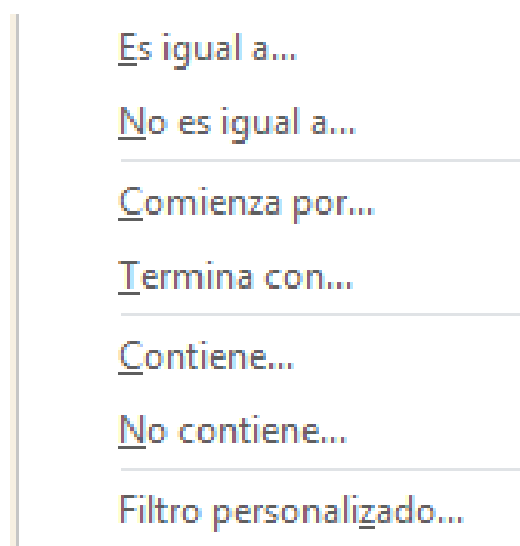 Es igual a...
No es igual a...
Comienza por...
Termina con...
Contiene...
No contiene...
Filtro personalizado...